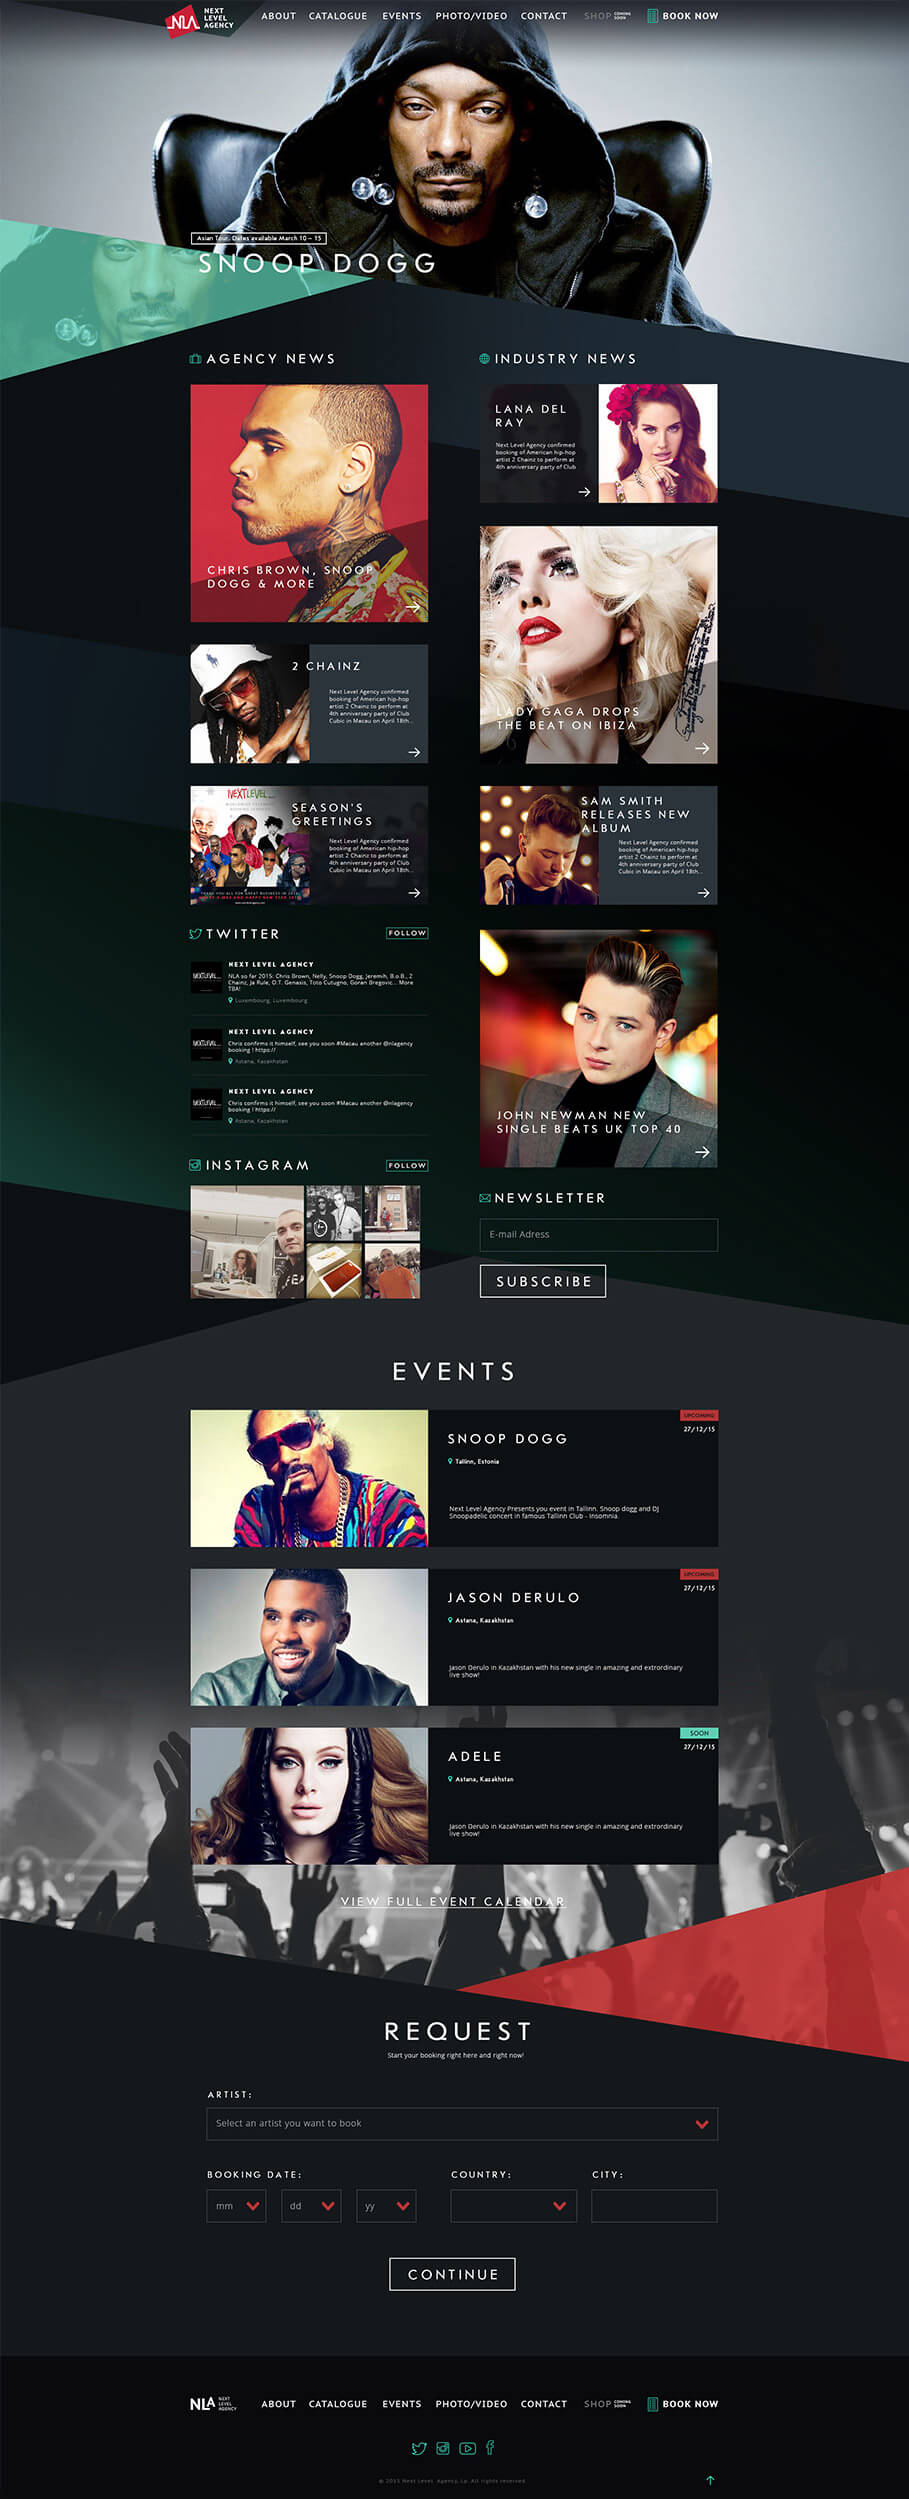 NLA NEXT
LEVEL
AGENCY
ABOUT CATALOGUE EVENTS PHOTO/VIDEO CONTACT SHOP COMING SOON BOOK NOW
Asian Tour. Dates available March 10 – 15
SNOOP DOGG
AGENCY NEWS
CHRIS BROWN, SNOOP
DOGG & MORE
2 CHAINZ
Next Level Agency confirmed
booking of American hip-hop
artist 2 Chainz to perform at
4th anniversary party of Club
Cubic in Macau on April 18th...
NEXTLEVEL
SEASON'S
GREETINGS
Next Level Agency confirmed
booking of American hip-hop
artist 2 Chainz to perform at
4th anniversary party of Club
Cubic in Macau on April 18th...
TWITTER
FOLLOW
NEXTLEVEL
NEXT LEVEL AGENCY
NLA so far 2015: Chris Brown, Nelly, Snoop Dogg, Jeremih, B.o.B., 2
Chainz, Ja Rule, O.T. Genasis, Toto Cutugno, Goran Bregovic... More
TBA!
Luxembourg, Luxembourg
NEXTLEVEL
NEXT LEVEL AGENCY
Chris confirms it himself, see you soon #Macau another @nlagency
booking ! https://
Astana, Kazakhstan
NEXTLEVEL
NEXT LEVEL AGENCY
Chris confirms it himself, see you soon #Macau another @nlagency
booking ! https://
Astana, Kazakhstan
INSTAGRAM
FOLLOW
INDUSTRY NEWS
LANA DEL
RAY
Next Level Agency confirmed
booking of American hip-hop
artist 2 Chainz to perform at
4th anniversary party of Club
LADY GAGA DROPS
THE BEAT ON IBIZA
SAM SMITH
RELEASES NEW
ALBUM
Next Level Agency confirmed
booking of American hip-hop
artist 2 Chainz to perform at
4th anniversary party of Club
Cubic in Macau on April 18th...
JOHN NEWMAN NEW
SINGLE BEATS UK TOP 40
NEWSLETTER
E-mail Adress
SUBSCRIBE
EVENTS
UPCOMING
27/12/15
SNOOP DOGG
Tallinn, Estonia
Next Level Agency Presents you event in Tallinn. Snoop dogg and DJ
Snoopadelic concert in famous Tallinn Club - Insomnia.
UPCOMING
27/12/15
JASON DERULO
Astana, Kazakhstan
Jason Derulo in Kazakhstan with his new single in amazing and extrordinary
live show!
SOON
27/12/15
ADELE
Astana, Kazakhstan
Jason Derulo in Kazakhstan with his new single in amazing and extrordinary
live show!
VIEW FULL EVENT CALENDAR
REQUEST
Start your booking right here and right now!
ARTIST:
Select an artist you want to book
BOOKING DATE: COUNTRY: CITY:
mm dd yy
CONTINUE
NLA NEXT
LEVEL
AGENCY
ABOUT CATALOGUE EVENTS PHOTO/VIDEO CONTACT SHOP COMING SOON BOOK NOW
© 2015 Next Level Agency, Lp. All rights reserved